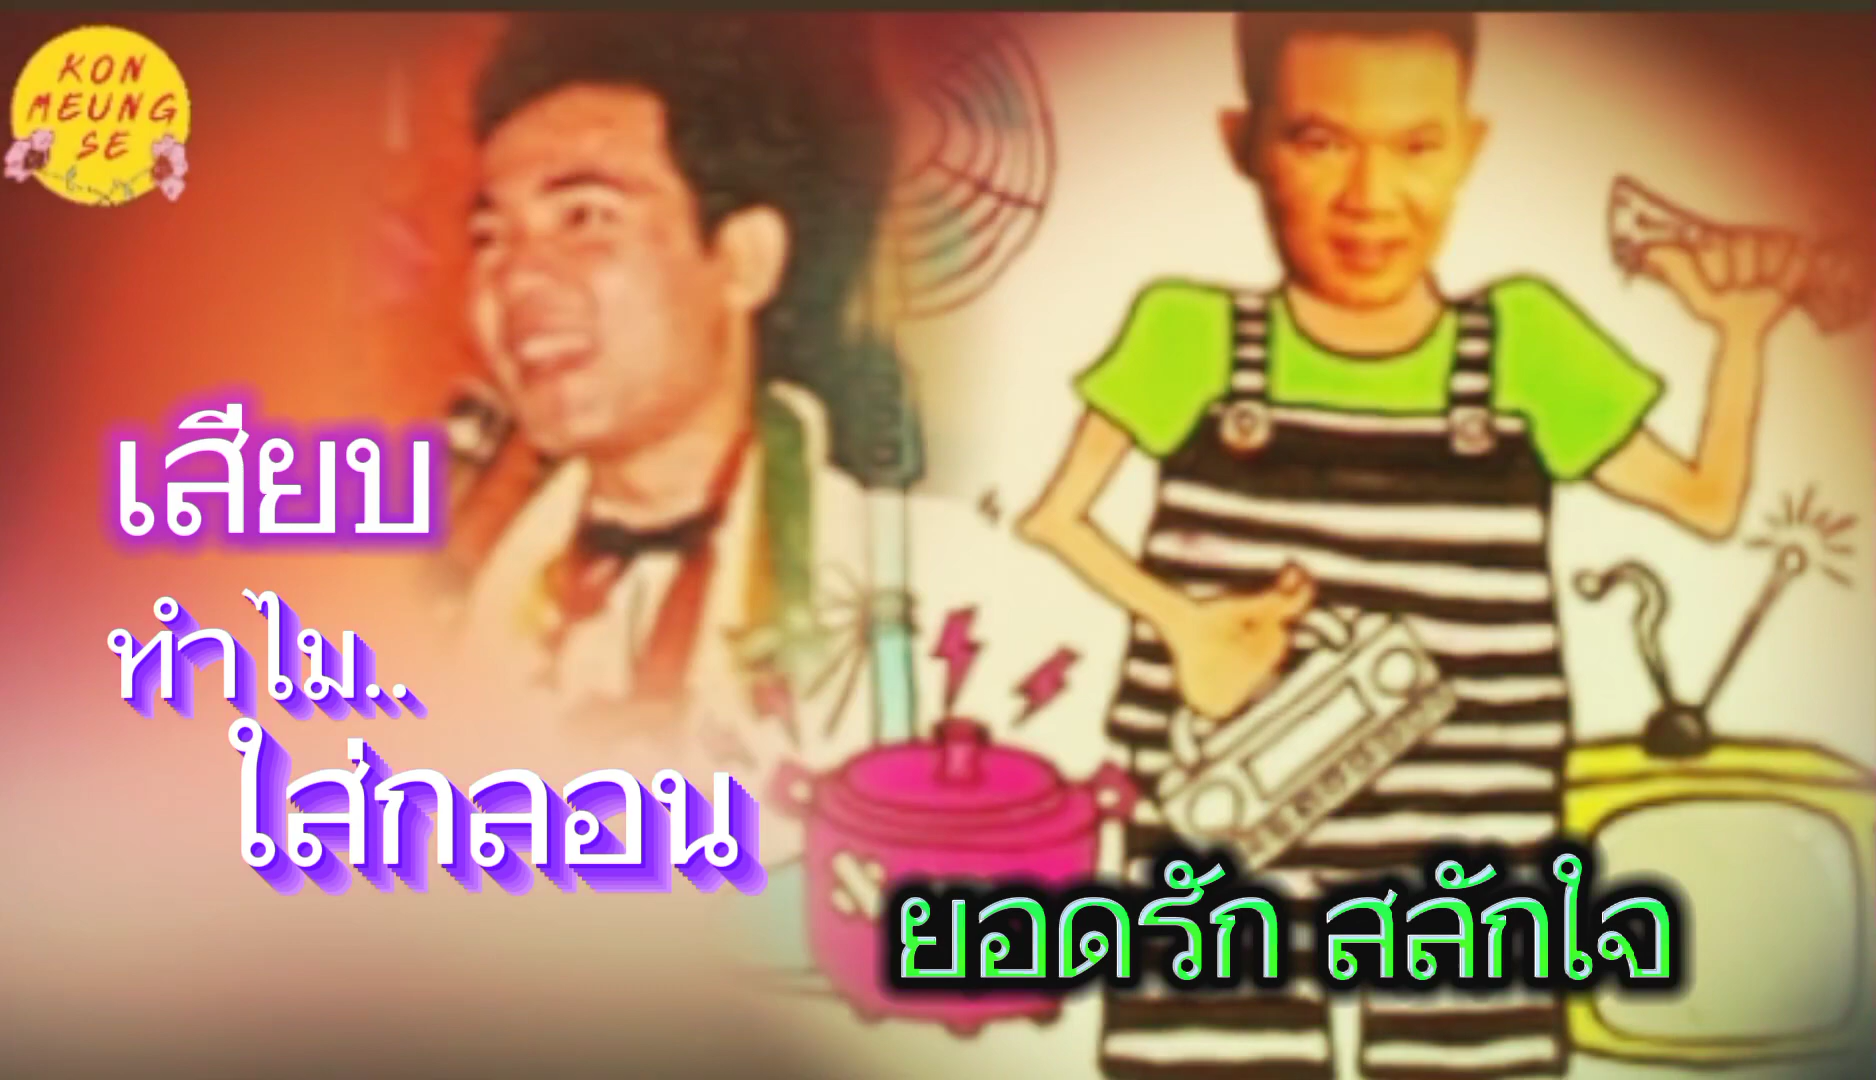 KON
MEUNG
SE
เสียบ
ทำไม..
ใส่กลอน
ยอดรัก สลักใจ